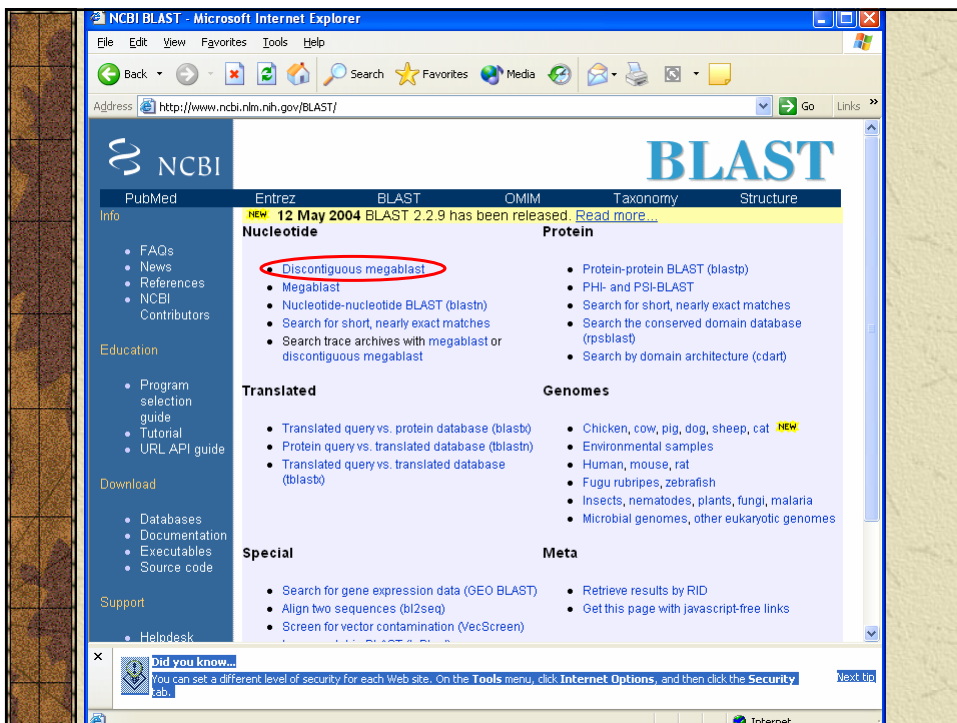 NCBI BLAST - Microsoft Internet Explorer
File Edit View Favorites Tools Help
Back Search Favorites Media
Address http://www.ncbi.nlm.nih.gov/BLAST/ Go Links »
NCBI
BLAST
PubMed Entrez BLAST OMIM Taxonomy Structure
Info
FAQs
News
References
NCBI
Contributors
Education
Program
selection
guide
Tutorial
URL API guide
Download
Databases
Documentation
Executables
Source code
Support
Helpdesk
NEW 12 May 2004 BLAST 2.2.9 has been released. Read more...
Nucleotide
Discontiguous megablast
Megablast
Nucleotide-nucleotide BLAST (blastn)
Search for short, nearly exact matches
Search trace archives with megablast or
discontiguous megablast
Protein
Protein-protein BLAST (blastp)
PHI- and PSI-BLAST
Search for short, nearly exact matches
Search the conserved domain database
(rpsblast)
Search by domain architecture (cdart)
Translated
Translated query vs. protein database (blastx)
Protein query vs. translated database (tblastn)
Translated query vs. translated database
(tblastx)
Genomes
Chicken, cow, pig, dog, sheep, cat NEW
Environmental samples
Human, mouse, rat
Fugu rubripes, zebrafish
Insects, nematodes, plants, fungi, malaria
Microbial genomes, other eukaryotic genomes
Special
Search for gene expression data (GEO BLAST)
Align two sequences (bl2seq)
Screen for vector contamination (VecScreen)
Meta
Retrieve results by RID
Get this page with javascript-free links
Did you know...
You can set a different level of security for each Web site. On the Tools menu, click Internet Options, and then click the Security
tab.
Next tip
Internet